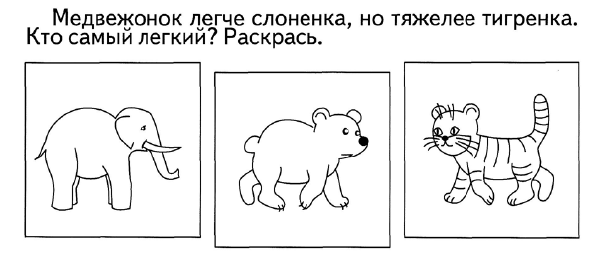 Медвежонок легче слоненка, но тяжелее тигренка.
Кто самый легкий? Раскрась.